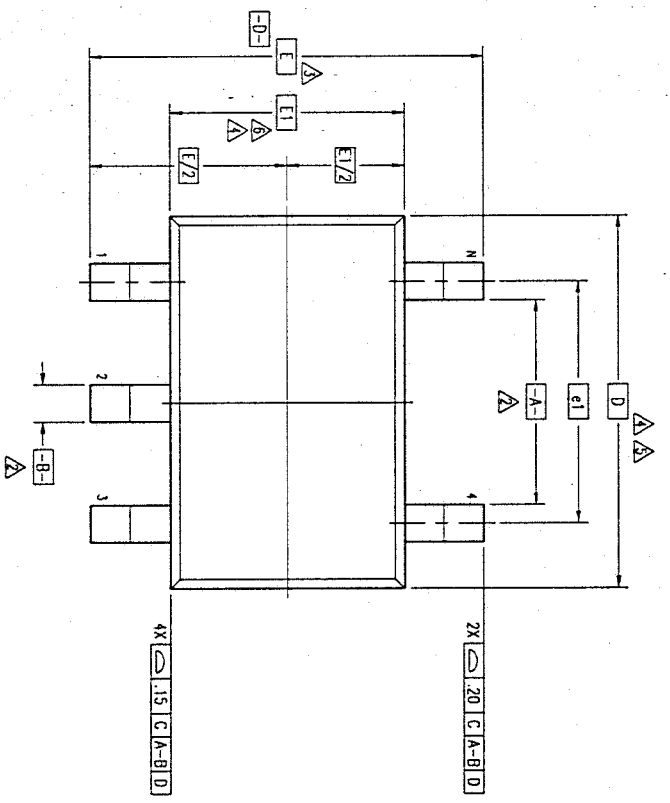 4 5
D
e1
-A-
2
2X ⌓ .20 C A-B D
N
4
E1/2
3
E
-D-
E1
6
4
E/2
4X ⌓ .15 C A-B D
1
2
3
-B-
2